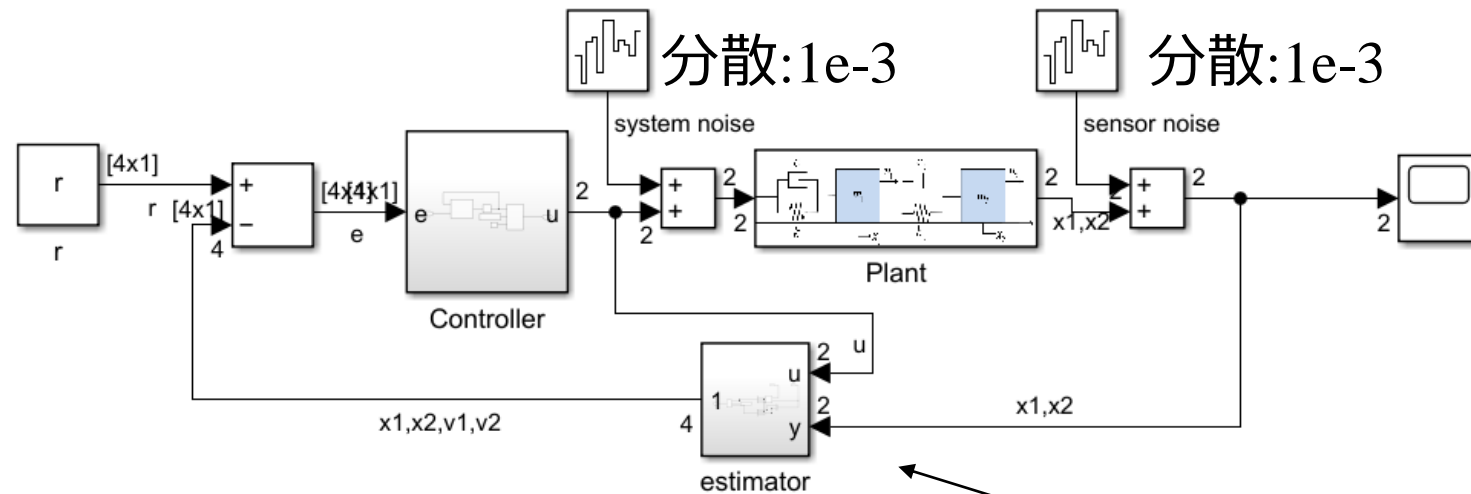 分散:1e-3
分散:1e-3
system noise
sensor noise
r
[4x1]
r
r
[4x1]
+
−
4
[4x1]
e
e
u
2
Controller
2
+
+
2
2
Plant
2
x1,x2
2
+
+
2
2
u
2
u
2
y
1
4
estimator
x1,x2,v1,v2
x1,x2